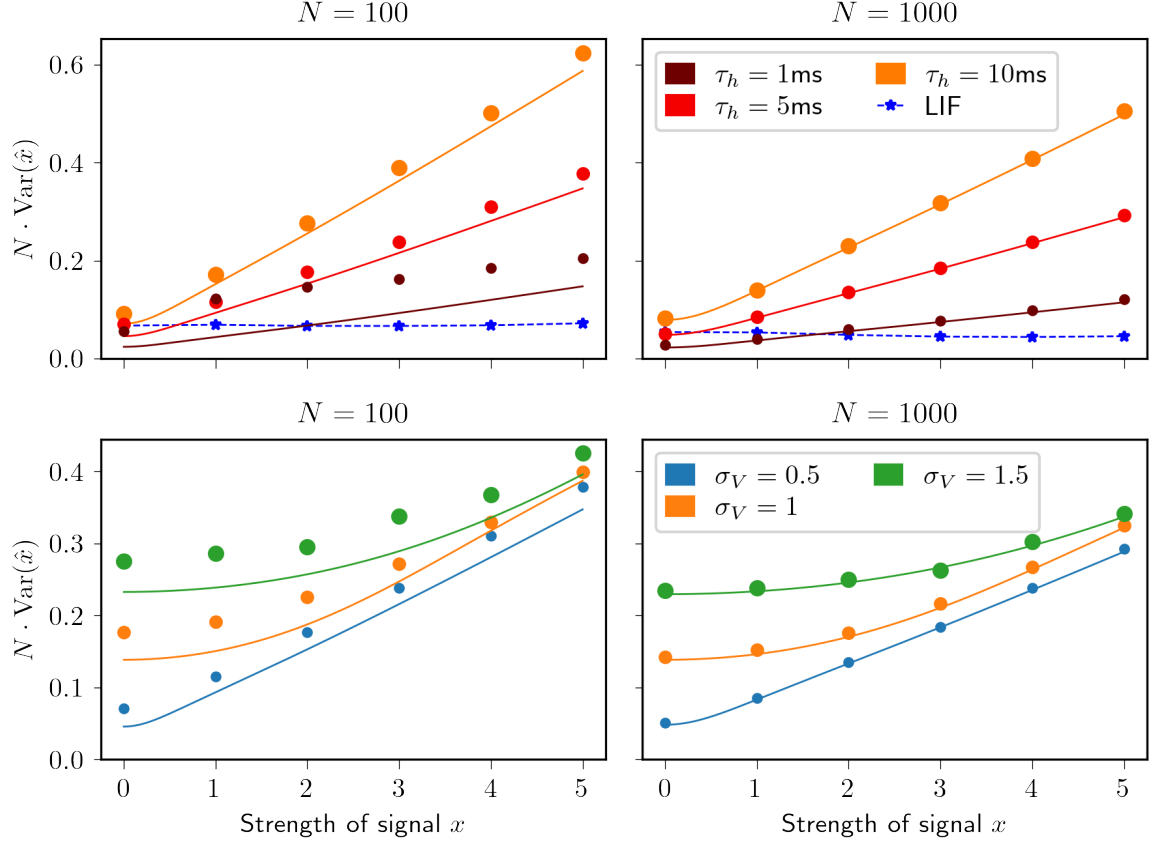 N = 100
N = 1000
N · Var(x̂)
0.6
0.4
0.2
0.0
τ_h = 1ms
τ_h = 5ms
τ_h = 10ms
LIF
N = 100
N = 1000
N · Var(x̂)
0.4
0.3
0.2
0.1
0.0
σ_V = 0.5
σ_V = 1
σ_V = 1.5
0 1 2 3 4 5
0 1 2 3 4 5
Strength of signal x
Strength of signal x